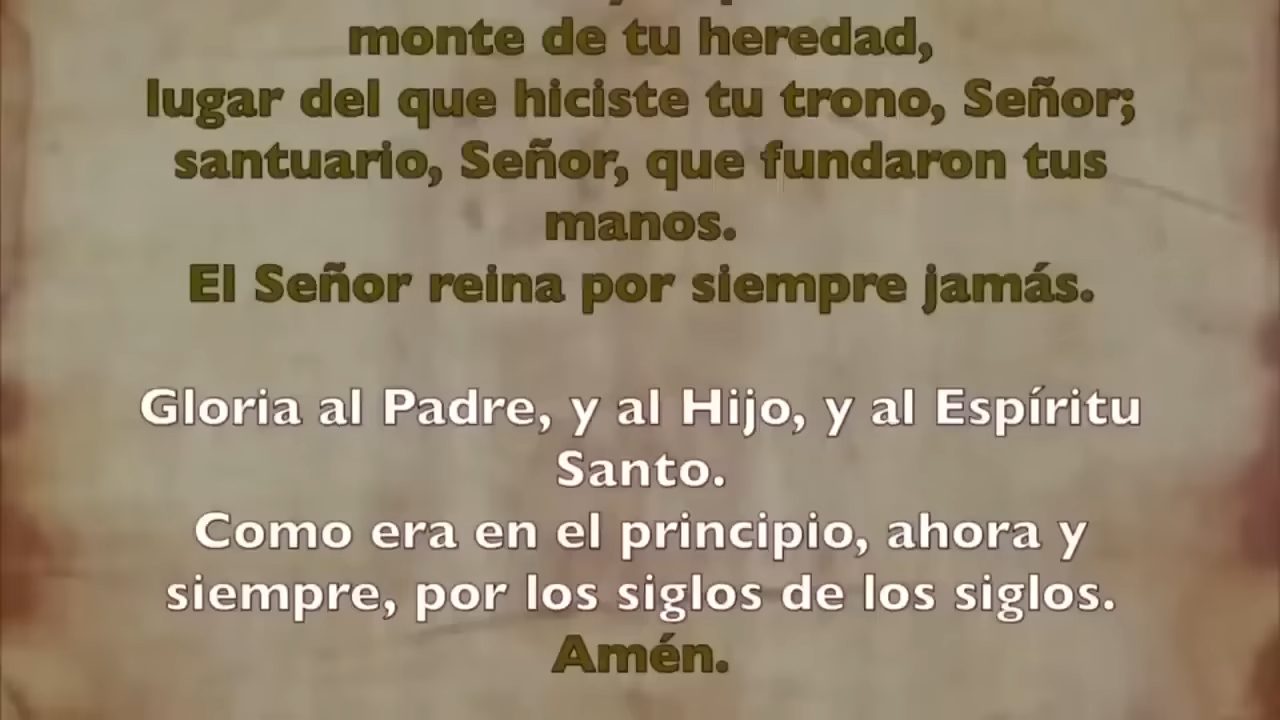 monte de tu heredad,
lugar del que hiciste tu trono, Señor;
santuario, Señor, que fundaron tus
manos.
El Señor reina por siempre jamás.
Gloria al Padre, y al Hijo, y al Espíritu
Santo.
Como era en el principio, ahora y
siempre, por los siglos de los siglos.
Amén.